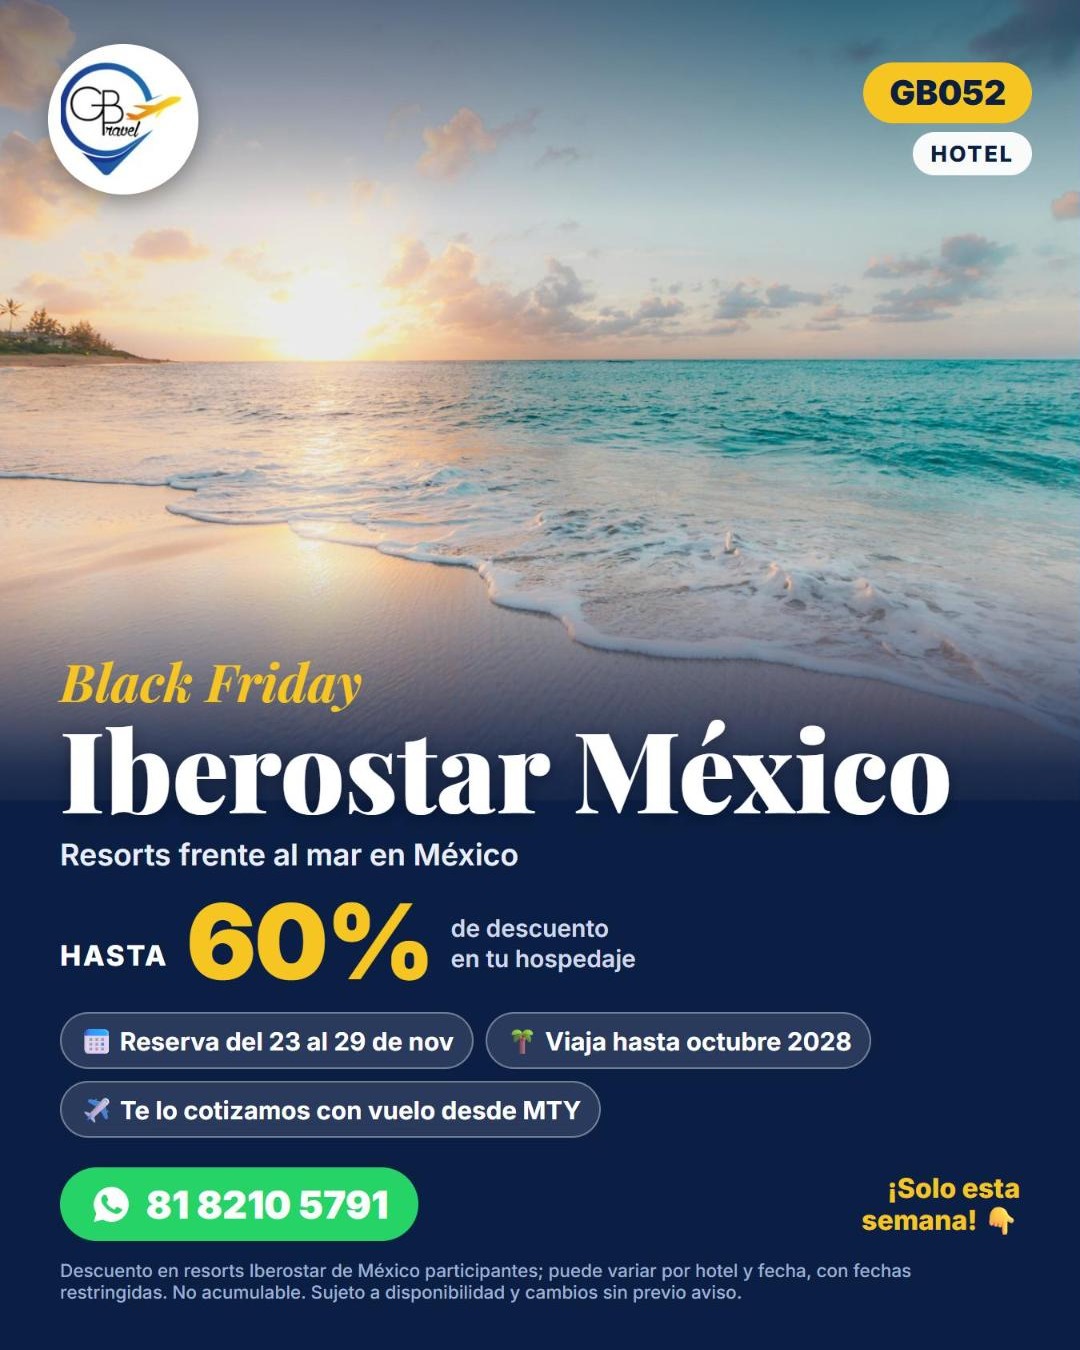 GB
Travel
GB052
HOTEL
Black Friday
Iberostar México
Resorts frente al mar en México
HASTA 60% de descuento
en tu hospedaje
Reserva del 23 al 29 de nov
Viaja hasta octubre 2028
Te lo cotizamos con vuelo desde MTY
81 8210 5791
¡Solo esta
semana! 👇
Descuento en resorts Iberostar de México participantes; puede variar por hotel y fecha, con fechas
restringidas. No acumulable. Sujeto a disponibilidad y cambios sin previo aviso.